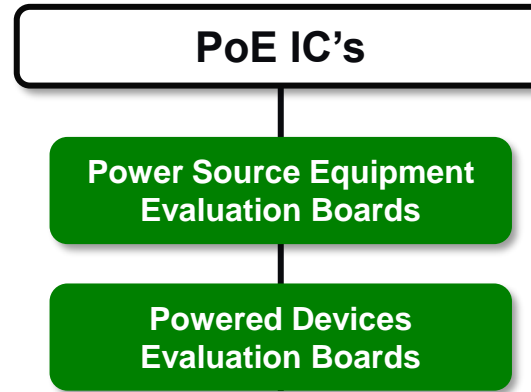 PoE IC’s
Power Source Equipment
Evaluation Boards
Powered Devices
Evaluation Boards